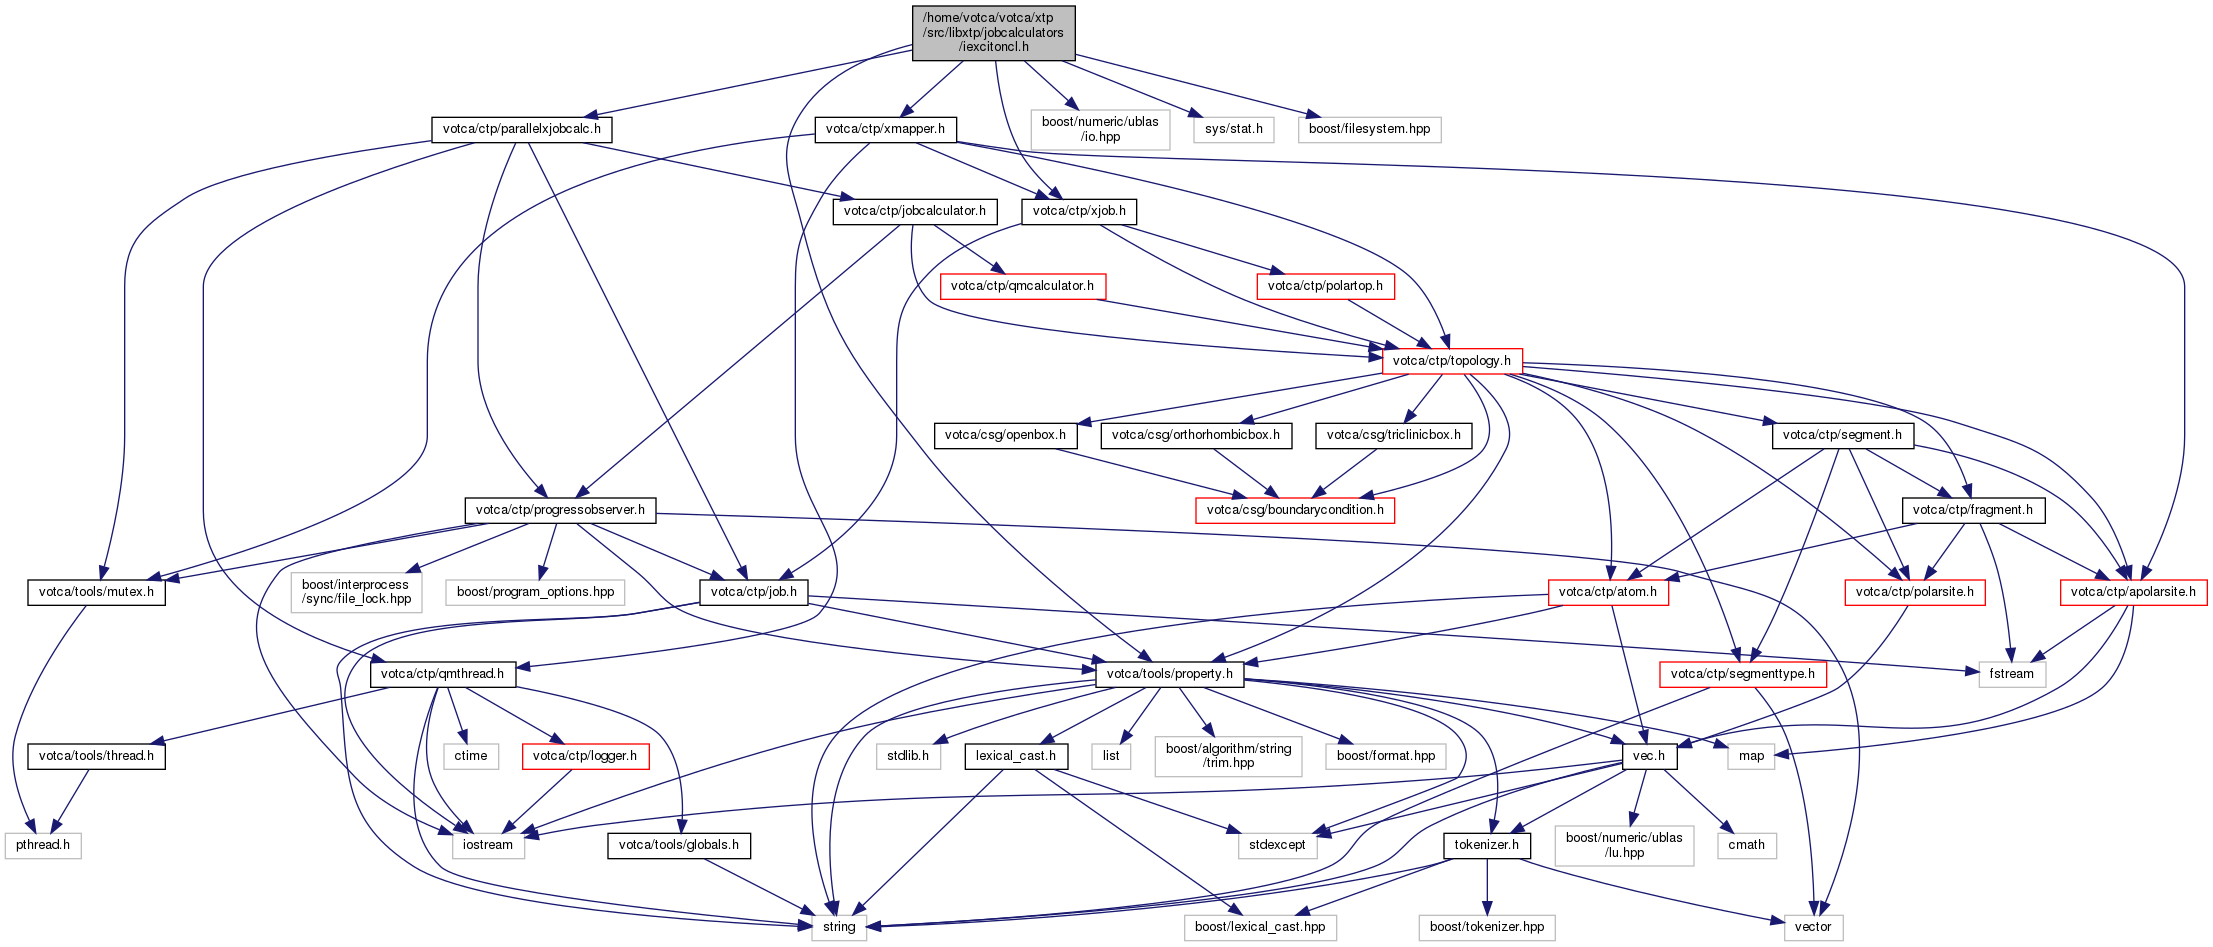 /home/votca/votca/xtp
/src/libxtp/jobcalculators
/iexcitoncl.h
votca/ctp/parallelxjobcalc.h
votca/ctp/xmapper.h
boost/numeric/ublas
/io.hpp
sys/stat.h
boost/filesystem.hpp
votca/ctp/jobcalculator.h
votca/ctp/xjob.h
votca/ctp/qmcalculator.h
votca/ctp/polartop.h
votca/ctp/topology.h
votca/csg/openbox.h
votca/csg/orthorhombicbox.h
votca/csg/triclinicbox.h
votca/ctp/segment.h
votca/ctp/progressobserver.h
votca/csg/boundarycondition.h
votca/ctp/fragment.h
votca/tools/mutex.h
boost/interprocess
/sync/file_lock.hpp
boost/program_options.hpp
votca/ctp/job.h
votca/ctp/atom.h
votca/ctp/polarsite.h
votca/ctp/apolarsite.h
votca/ctp/qmthread.h
votca/tools/property.h
votca/ctp/segmenttype.h
fstream
votca/tools/thread.h
ctime
votca/ctp/logger.h
stdlib.h
lexical_cast.h
list
boost/algorithm/string
/trim.hpp
boost/format.hpp
vec.h
map
pthread.h
iostream
votca/tools/globals.h
stdexcept
tokenizer.h
boost/numeric/ublas
/lu.hpp
cmath
string
boost/lexical_cast.hpp
boost/tokenizer.hpp
vector